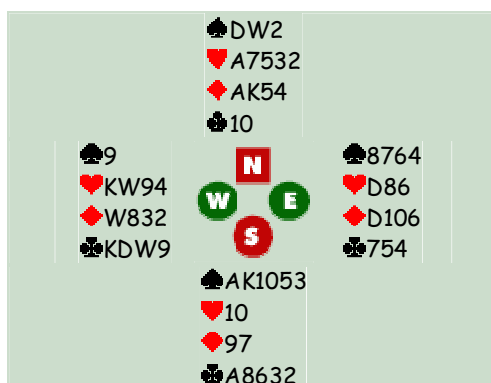 ♠DW2
♥A7532
♦AK54
♣10
♠9
♥KW94
♦W832
♣KDW9
N
W E
S
♠8764
♥D86
♦D106
♣754
♠AK1053
♥10
♦97
♣A8632